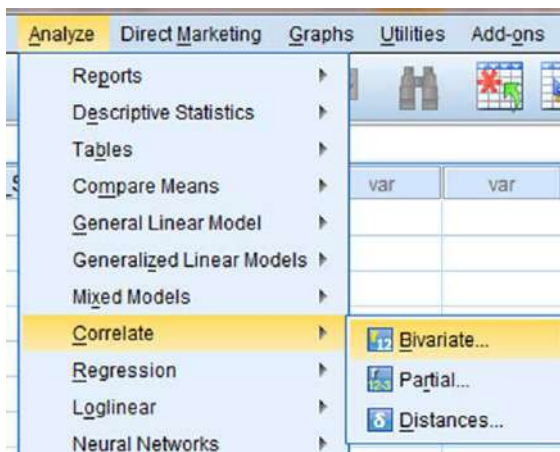 Analyze Direct Marketing Graphs Utilities Add-ons
Reports
Descriptive Statistics
Tables
Compare Means var var
General Linear Model
Generalized Linear Models
Mixed Models
Correlate
Bivariate...
Regression
Partial...
Loglinear
Distances...
Neural Networks